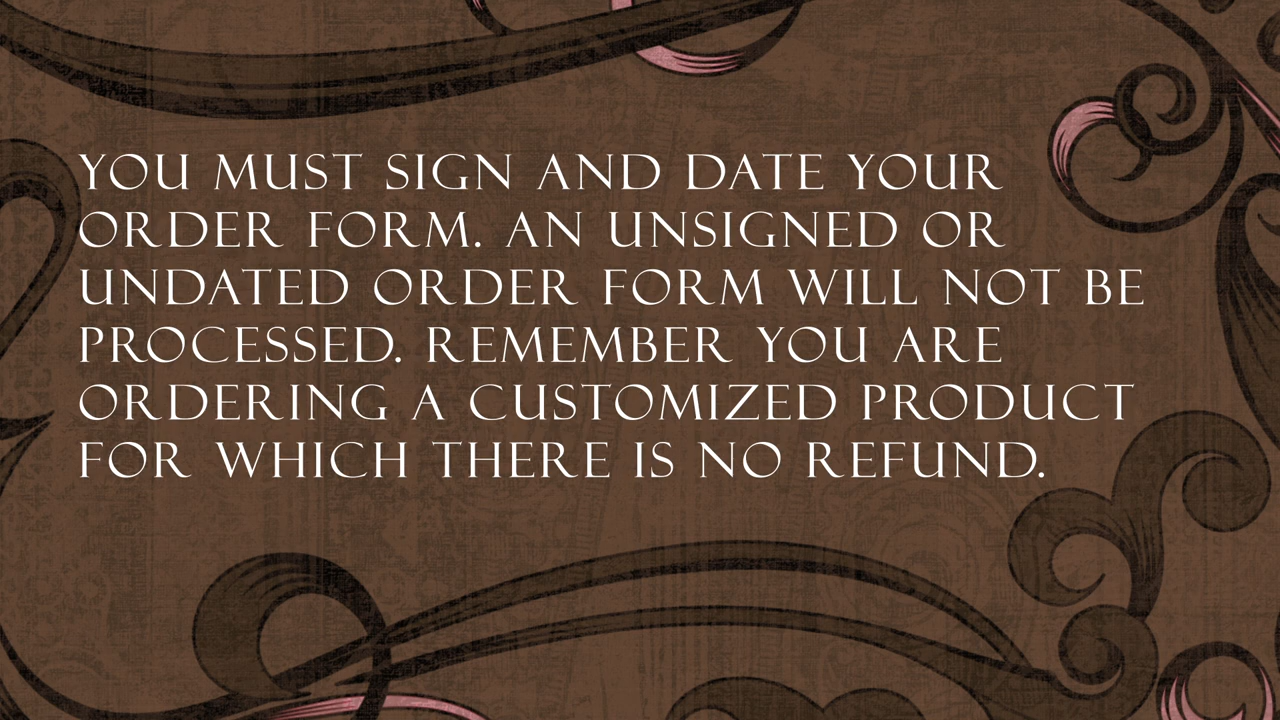 YOU MUST SIGN AND DATE YOUR
ORDER FORM. AN UNSIGNED OR
UNDATED ORDER FORM WILL NOT BE
PROCESSED. REMEMBER YOU ARE
ORDERING A CUSTOMIZED PRODUCT
FOR WHICH THERE IS NO REFUND.